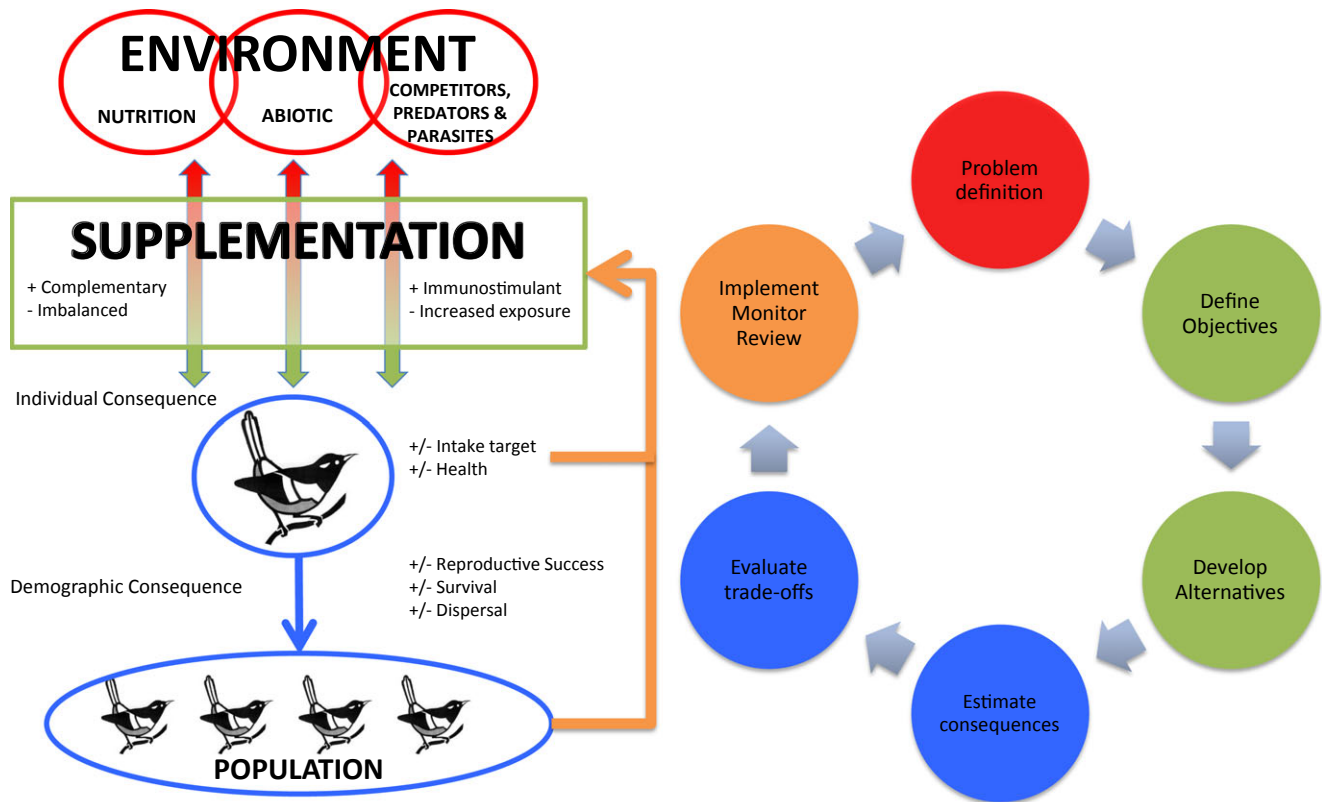 ENVIRONMENT
NUTRITION
ABIOTIC
COMPETITORS,
PREDATORS &
PARASITES
SUPPLEMENTATION
+ Complementary
- Imbalanced
+ Immunostimulant
- Increased exposure
Individual Consequence
+/- Intake target
+/- Health
Demographic Consequence
+/- Reproductive Success
+/- Survival
+/- Dispersal
POPULATION
Problem
definition
Define
Objectives
Develop
Alternatives
Estimate
consequences
Evaluate
trade-offs
Implement
Monitor
Review